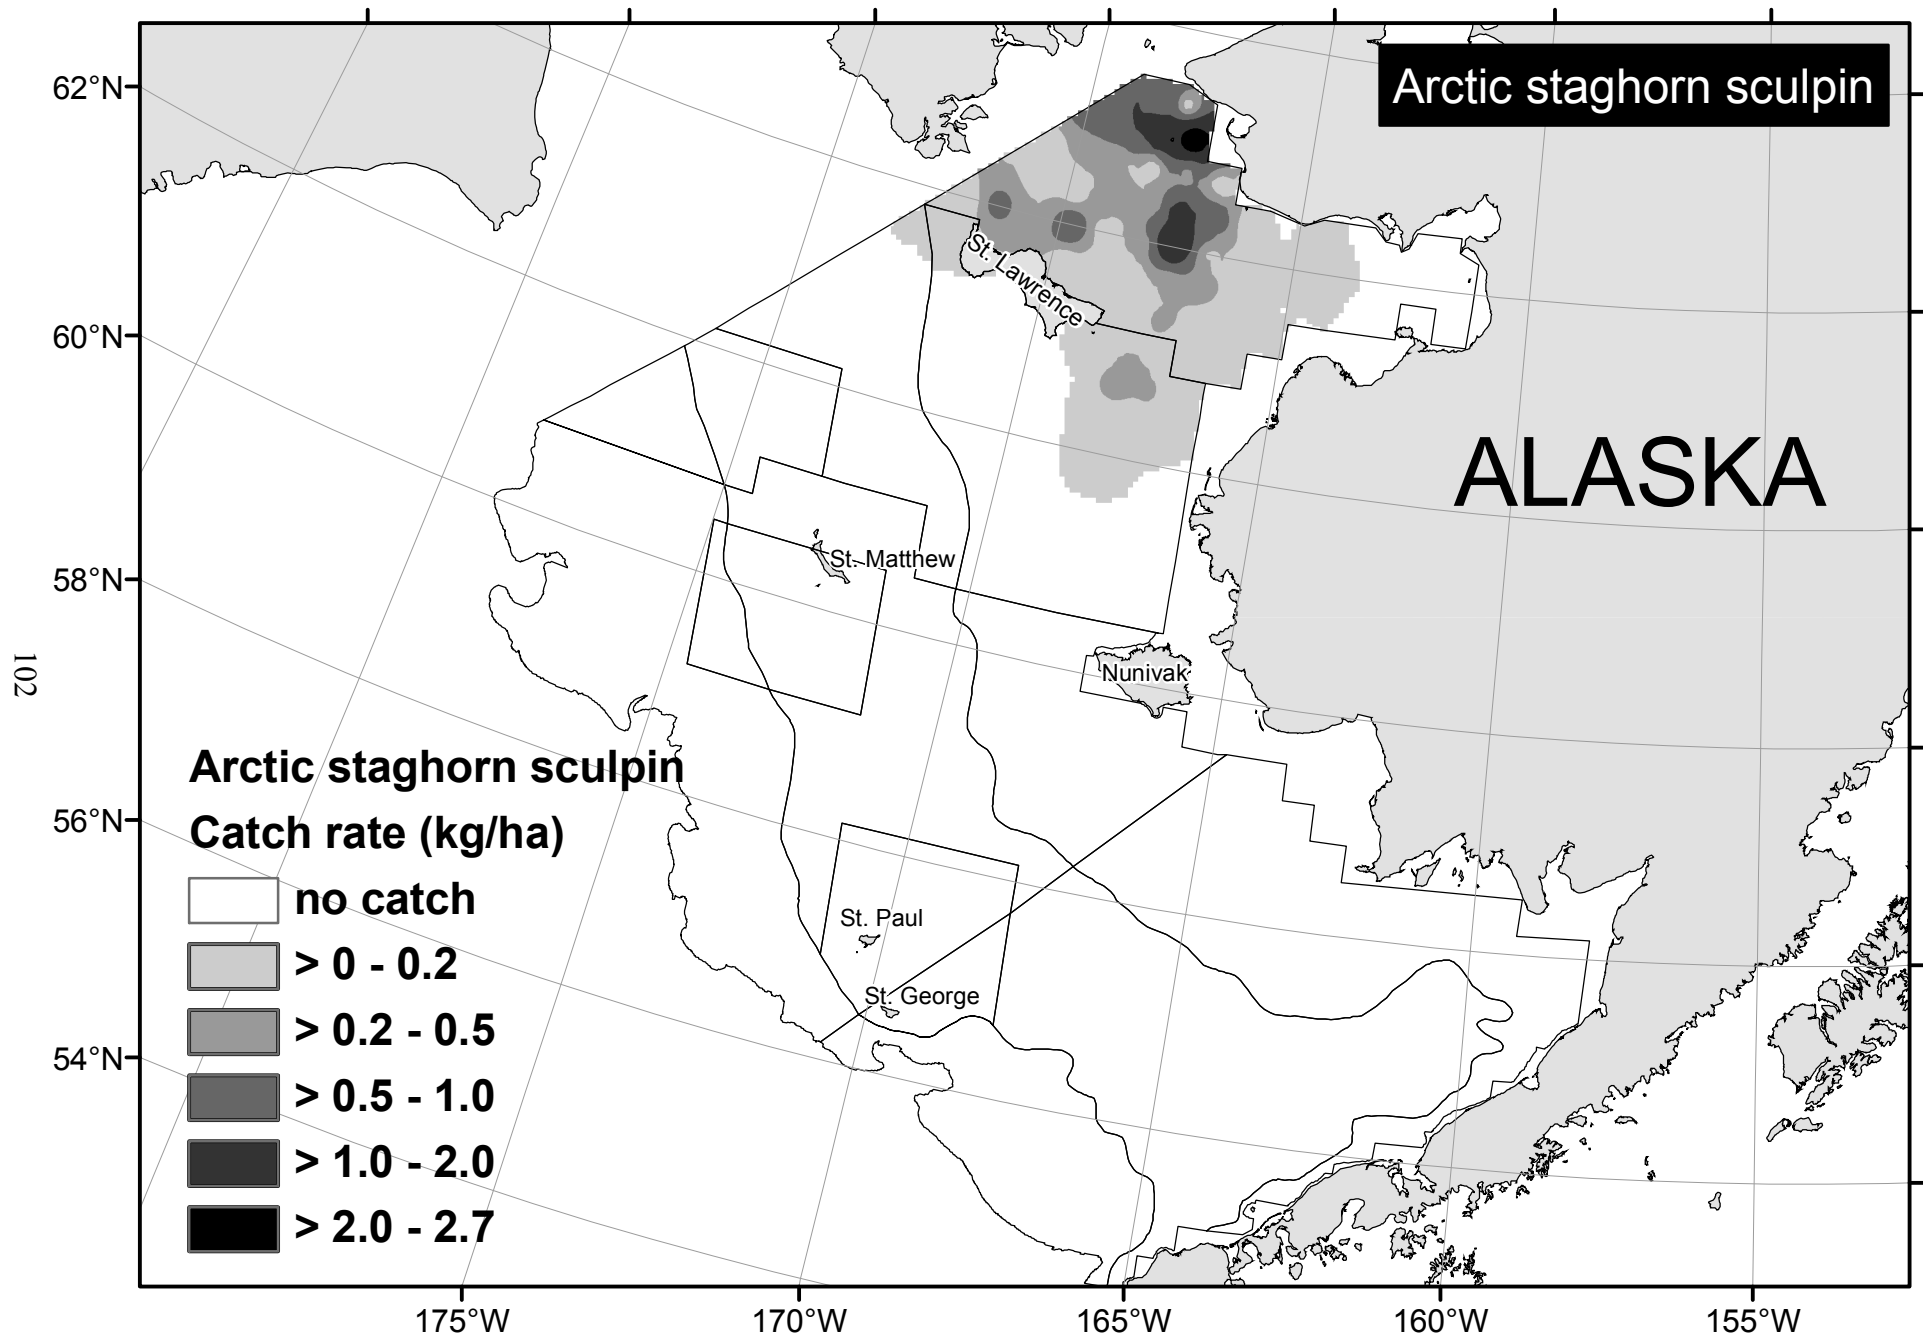 Arctic staghorn sculpin
62°N
60°N
58°N
56°N
54°N
St. Lawrence
ALASKA
St. Matthew
Nunivak
St. Paul
St. George
102
Arctic staghorn sculpin
Catch rate (kg/ha)
no catch
> 0 - 0.2
> 0.2 - 0.5
> 0.5 - 1.0
> 1.0 - 2.0
> 2.0 - 2.7
175°W
170°W
165°W
160°W
155°W